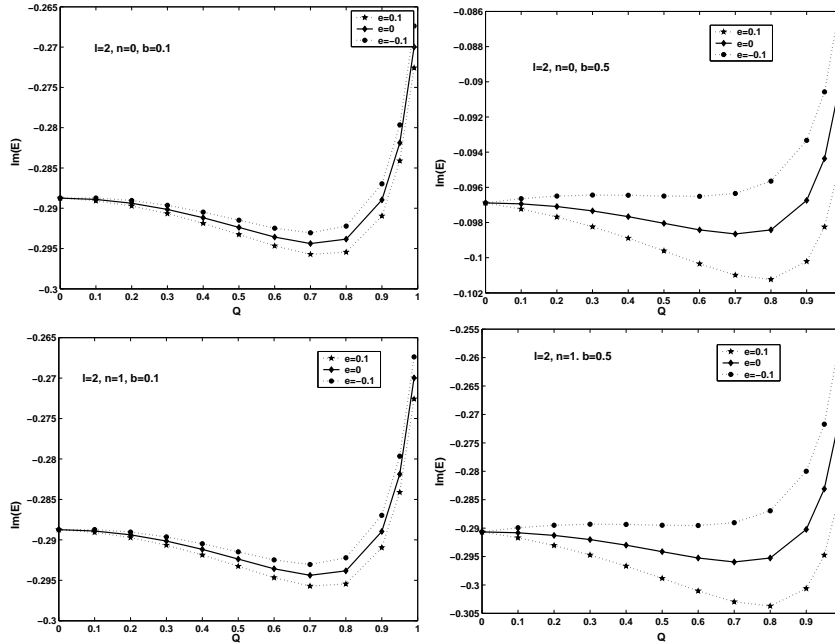 −0.265
−0.27
−0.275
−0.28
−0.285
−0.29
−0.295
−0.3
Im(E)
l=2, n=0, b=0.1
e=0.1
e=0
e=−0.1
0 0.1 0.2 0.3 0.4 0.5 0.6 0.7 0.8 0.9 1
Q
−0.086
−0.088
−0.09
−0.092
−0.094
−0.096
−0.098
−0.1
−0.102
Im(E)
l=2, n=0, b=0.5
e=0.1
e=0
e=−0.1
0 0.1 0.2 0.3 0.4 0.5 0.6 0.7 0.8 0.9
Q
−0.265
−0.27
−0.275
−0.28
−0.285
−0.29
−0.295
−0.3
Im(E)
l=2, n=1, b=0.1
e=0.1
e=0
e=−0.1
0 0.1 0.2 0.3 0.4 0.5 0.6 0.7 0.8 0.9 1
Q
−0.255
−0.26
−0.265
−0.27
−0.275
−0.28
−0.285
−0.29
−0.295
−0.3
−0.305
Im(E)
l=2, n=1. b=0.5
e=0.1
e=0
e=−0.1
0 0.1 0.2 0.3 0.4 0.5 0.6 0.7 0.8 0.9
Q